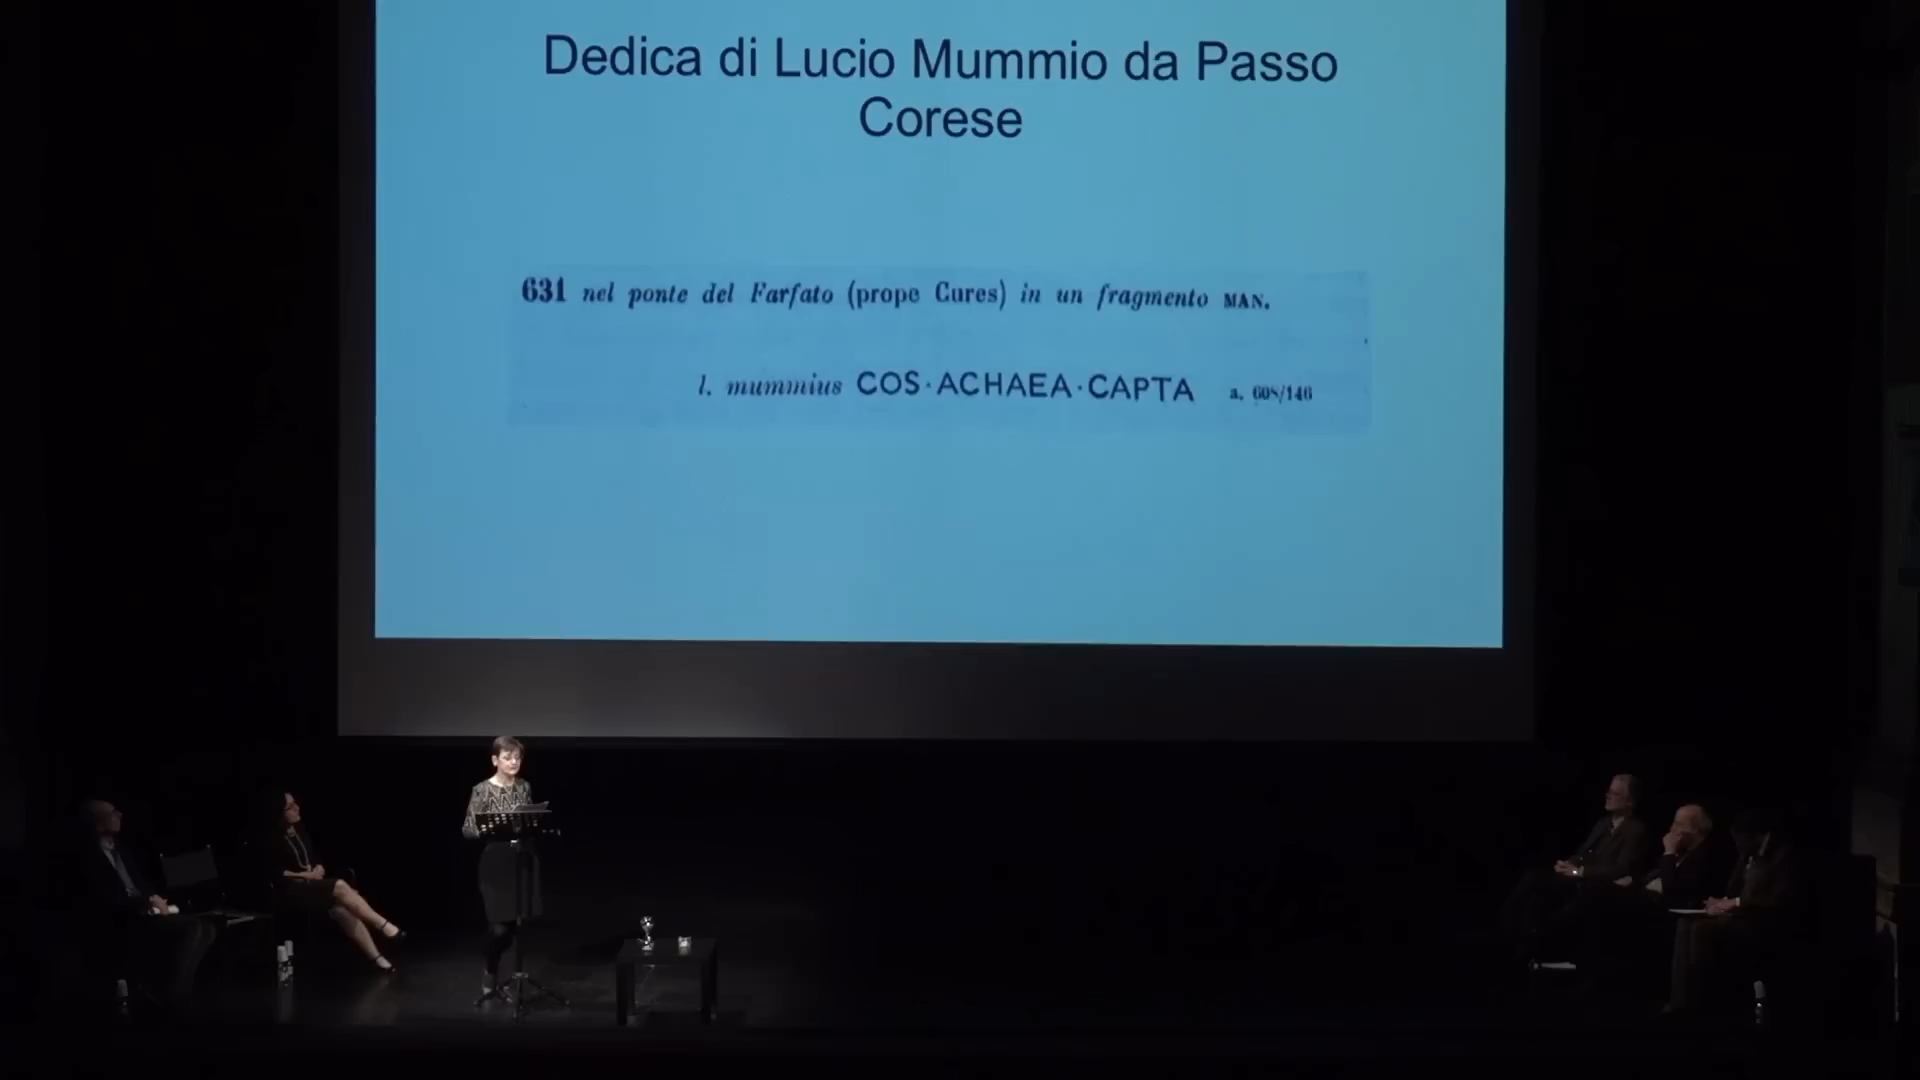 Dedica di Lucio Mummio da Passo
Corese
631 nel ponte del Farfato (prope Cures) in un fragmento MAN.
l. mummius COS·ACHAEA·CAPTA a. 608/146